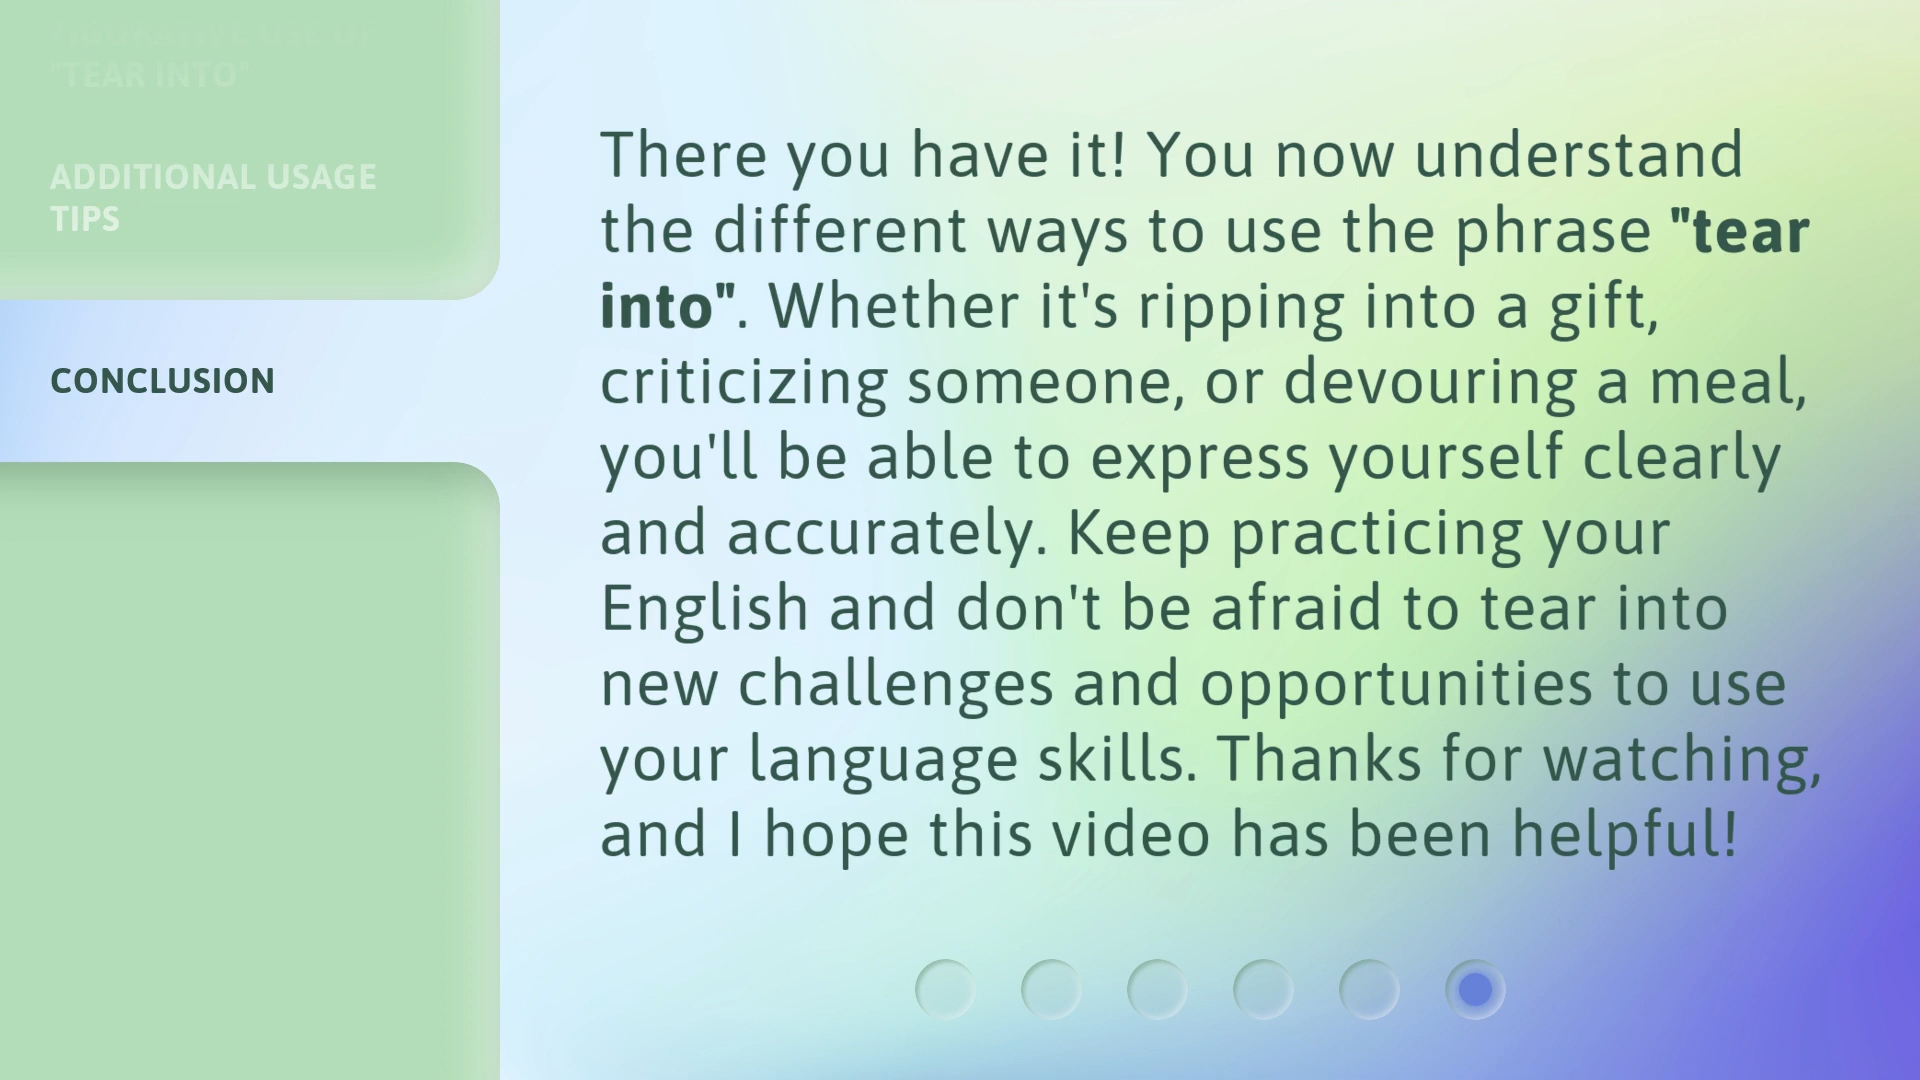 "TEAR INTO"
ADDITIONAL USAGE
TIPS
CONCLUSION
There you have it! You now understand
the different ways to use the phrase "tear
into". Whether it's ripping into a gift,
criticizing someone, or devouring a meal,
you'll be able to express yourself clearly
and accurately. Keep practicing your
English and don't be afraid to tear into
new challenges and opportunities to use
your language skills. Thanks for watching,
and I hope this video has been helpful!